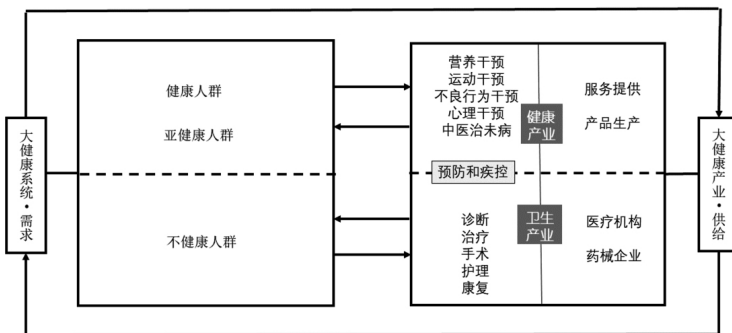 大健康系统·需求
健康人群
亚健康人群
不健康人群
营养干预
运动干预
不良行为干预
心理干预
中医治未病
健康
产业
服务提供
产品生产
预防和疾控
诊断
治疗
手术
护理
康复
卫生
产业
医疗机构
药械企业
大健康产业·供给